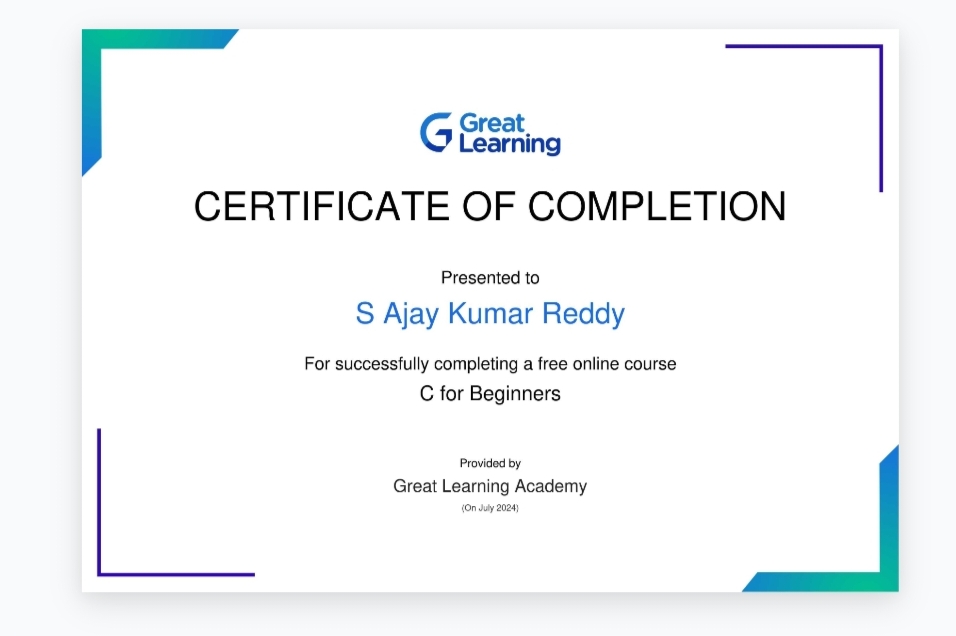 Great
Learning
CERTIFICATE OF COMPLETION
Presented to
S Ajay Kumar Reddy
For successfully completing a free online course
C for Beginners
Provided by
Great Learning Academy
(On July 2024)